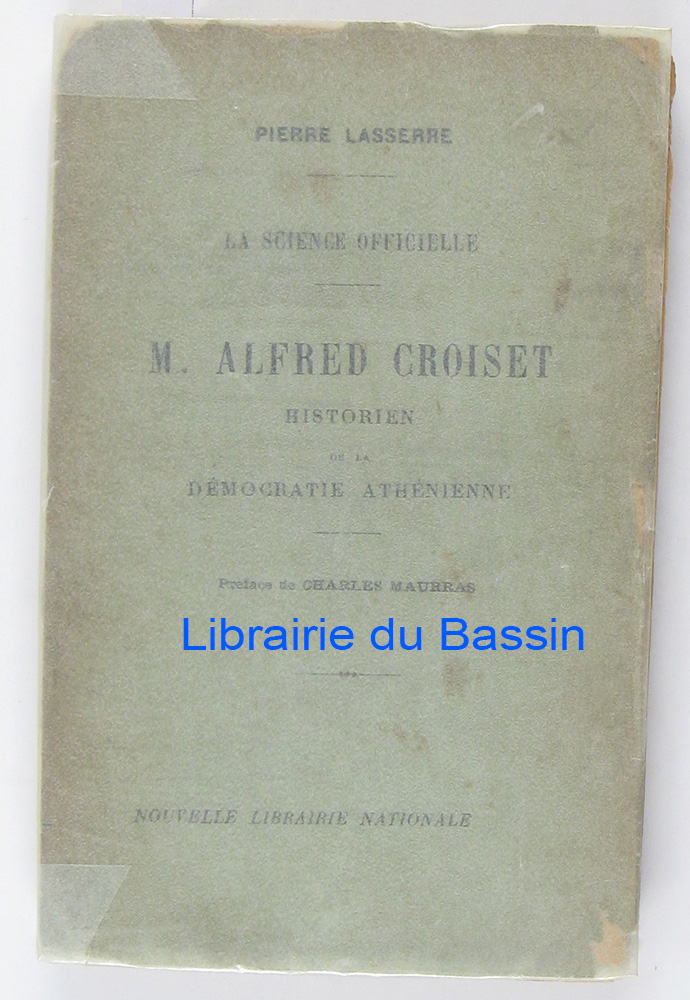 PIERRE LASSERRE
LA SCIENCE OFFICIELLE
M. ALFRED CROISET
HISTORIEN
DE LA
DÉMOCRATIE ATHÉNIENNE
Préface de CHARLES MAURRAS
Librairie du Bassin
NOUVELLE LIBRAIRIE NATIONALE